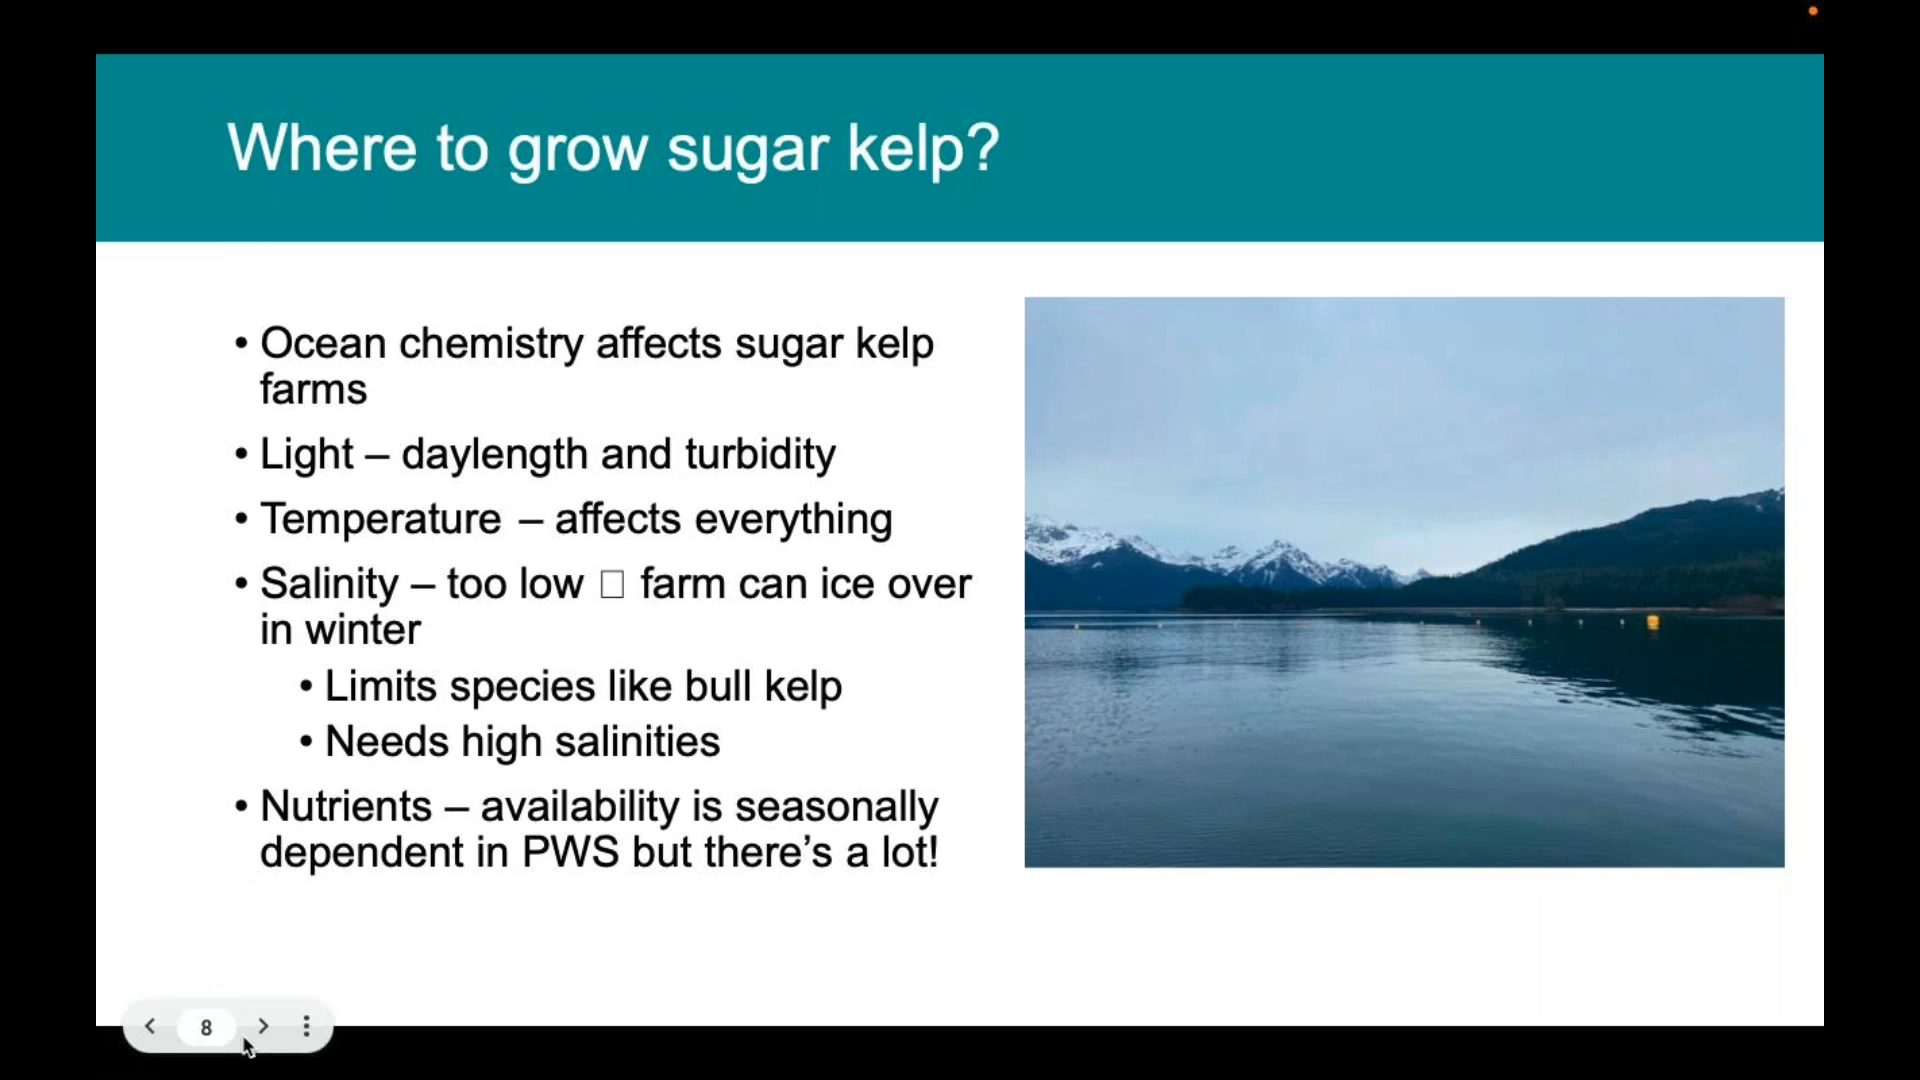 Where to grow sugar kelp?
• Ocean chemistry affects sugar kelp
farms
• Light – daylength and turbidity
• Temperature – affects everything
• Salinity – too low □ farm can ice over
in winter
• Limits species like bull kelp
• Needs high salinities
• Nutrients – availability is seasonally
dependent in PWS but there’s a lot!
8